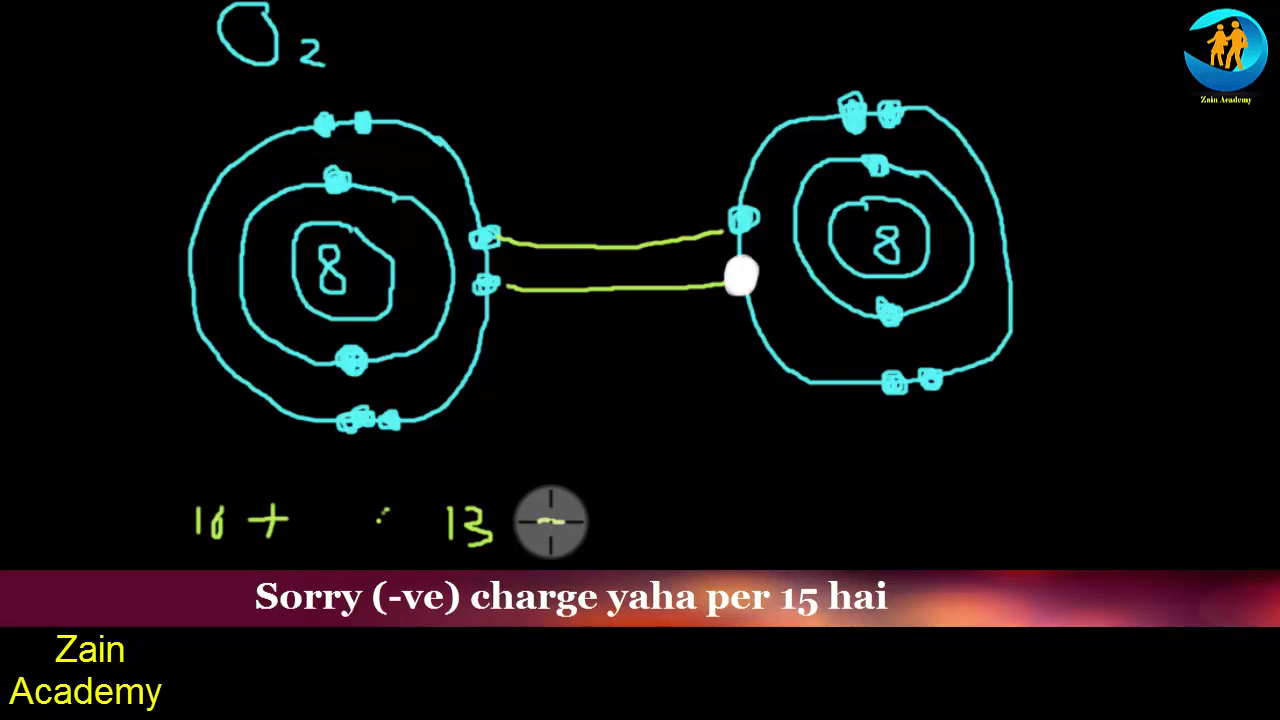 O2
Zain Academy
8
8
16 + : 13 -
Sorry (-ve) charge yaha per 15 hai
Zain
Academy